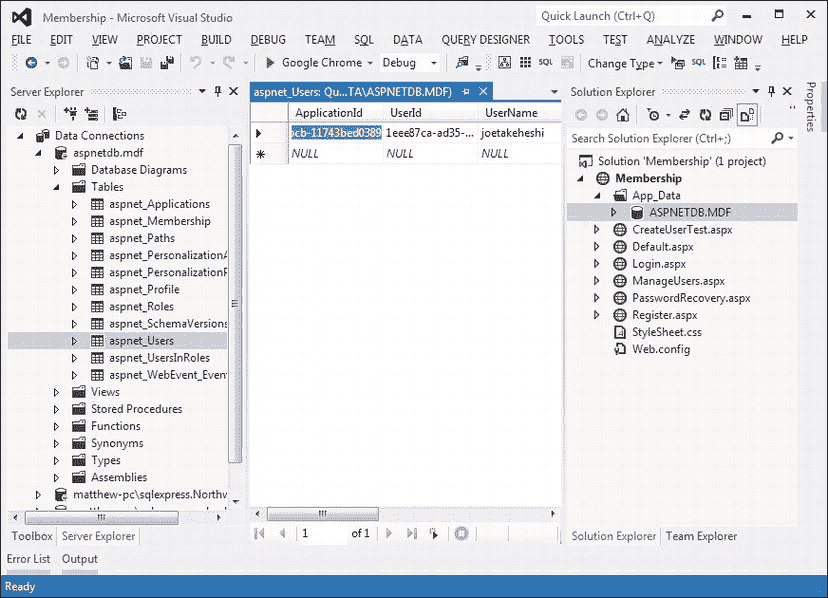 Membership - Microsoft Visual Studio
Quick Launch (Ctrl+Q)
FILE EDIT VIEW PROJECT BUILD DEBUG TEAM SQL DATA QUERY DESIGNER TOOLS TEST ANALYZE WINDOW HELP
Google Chrome Debug SQL Change Type SQL
Server Explorer
Data Connections
aspnetdb.mdf
Database Diagrams
Tables
aspnet_Applications
aspnet_Membership
aspnet_Paths
aspnet_PersonalizationA
aspnet_PersonalizationP
aspnet_Profile
aspnet_Roles
aspnet_SchemaVersions
aspnet_Users
aspnet_UsersInRoles
aspnet_WebEvent_Event
Views
Stored Procedures
Functions
Synonyms
Types
Assemblies
matthew-pc\sqlexpress.Northw
Toolbox Server Explorer
aspnet_Users: Qu...TA\ASPNETDB.MDF)
ApplicationId UserId UserName
bcb-11743bed0389 1eee87ca-ad35-... joetakeheshi
NULL NULL NULL
1 of 1
Solution Explorer
Search Solution Explorer (Ctrl+;)
Solution 'Membership' (1 project)
Membership
App_Data
ASPNETDB.MDF
CreateUserTest.aspx
Default.aspx
Login.aspx
ManageUsers.aspx
PasswordRecovery.aspx
Register.aspx
StyleSheet.css
Web.config
Solution Explorer Team Explorer
Properties
Error List Output
Ready